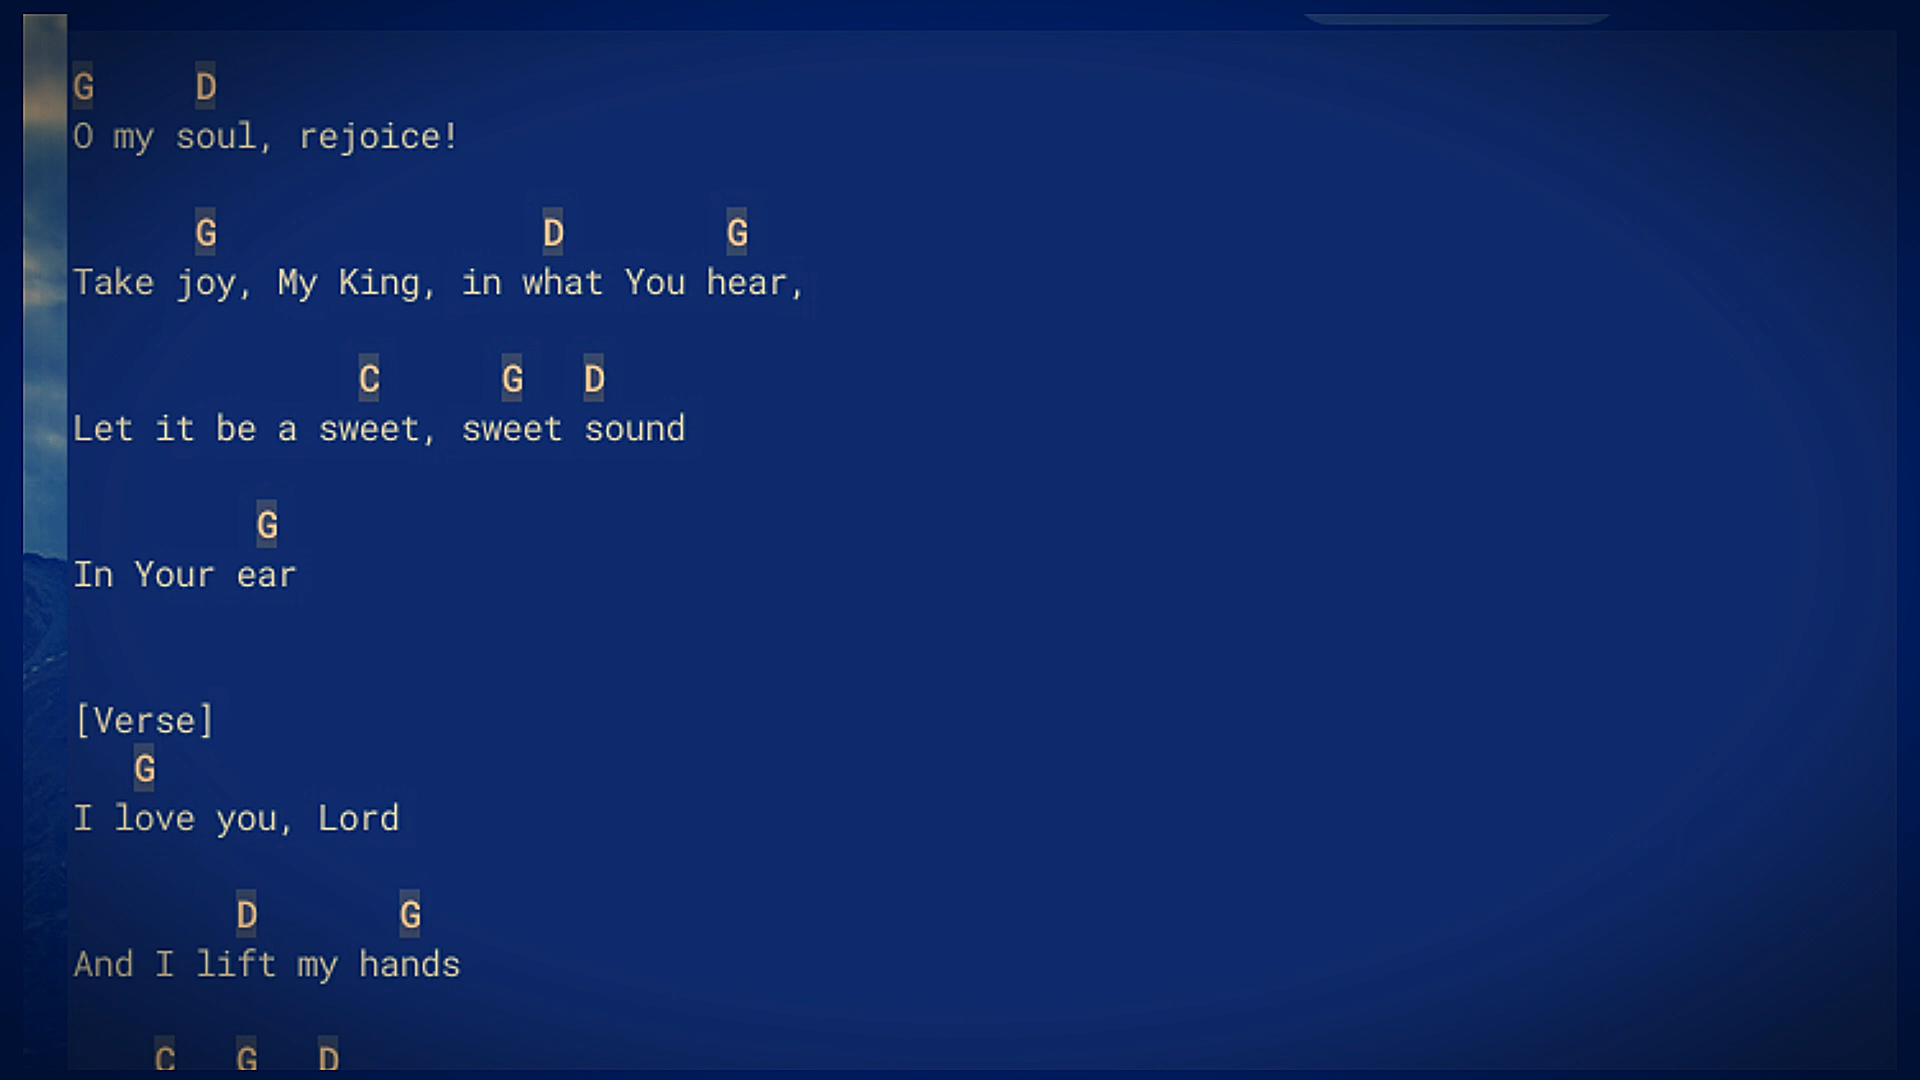 G     D
O my soul, rejoice!
G                D        G
Take joy, My King, in what You hear,
C      G   D
Let it be a sweet, sweet sound
G
In Your ear
[Verse]
G
I love you, Lord
D       G
And I lift my hands
C   G   D